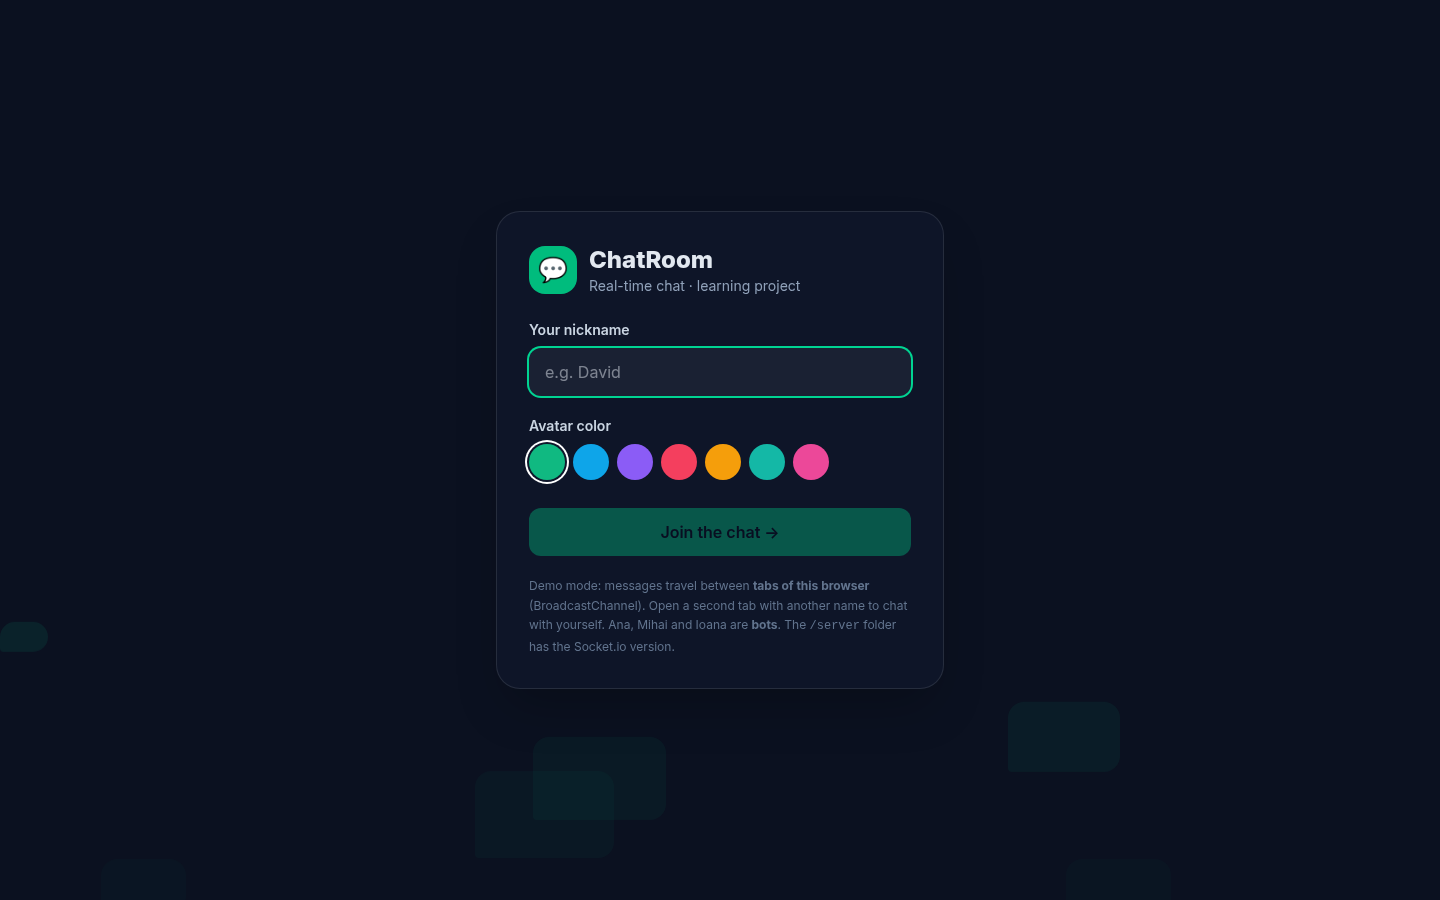 ChatRoom
Real-time chat · learning project
Your nickname
e.g. David
Avatar color
Join the chat →
Demo mode: messages travel between tabs of this browser
(BroadcastChannel). Open a second tab with another name to chat
with yourself. Ana, Mihai and Ioana are bots. The /server folder
has the Socket.io version.